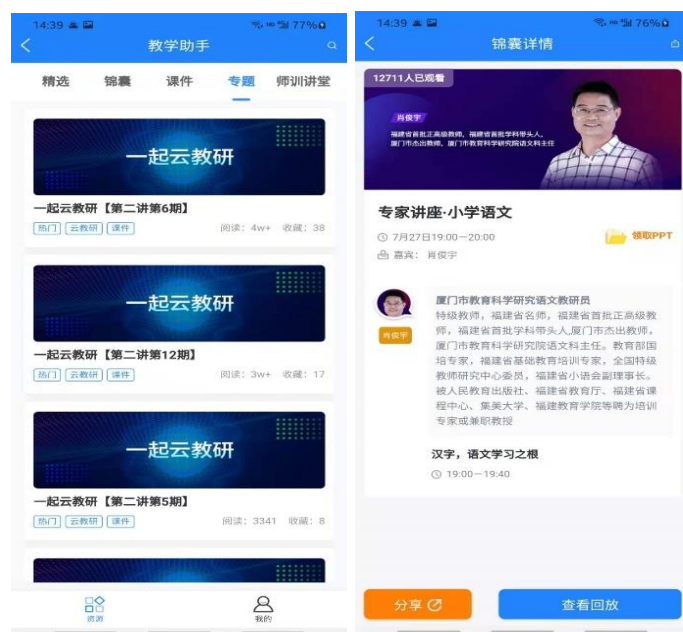 14:39
77%
教学助手
精选 锦囊 课件 专题 师训讲堂
一起云教研
一起云教研【第二讲第6期】
热门 云教研 课件 阅读：4w+ 收藏：38
一起云教研
一起云教研【第二讲第12期】
热门 云教研 课件 阅读：3w+ 收藏：17
一起云教研
一起云教研【第二讲第5期】
热门 云教研 课件 阅读：3341 收藏：8
资源 我的
14:39
76%
锦囊详情
12711人已观看
肖俊宇
福建省首批正高级教师，福建省首批学科带头人，
厦门市杰出教师，厦门市教育科学研究院语文科主任
专家讲座·小学语文
7月27日19:00—20:00
领取PPT
嘉宾：肖俊宇
肖俊宇
厦门市教育科学研究院语文教研员
特级教师，福建省名师，福建省首批正高级教
师，福建省首批学科带头人,厦门市杰出教师，
厦门市教育科学研究院语文科主任。教育部国
培专家，福建省基础教育培训专家，全国特级
教师研究中心委员，福建省小语会副理事长。
被人民教育出版社、福建省教育厅、福建省课
程中心、集美大学、福建教育学院等聘为培训
专家或兼职教授
汉字，语文学习之根
19:00—19:40
分享
查看回放